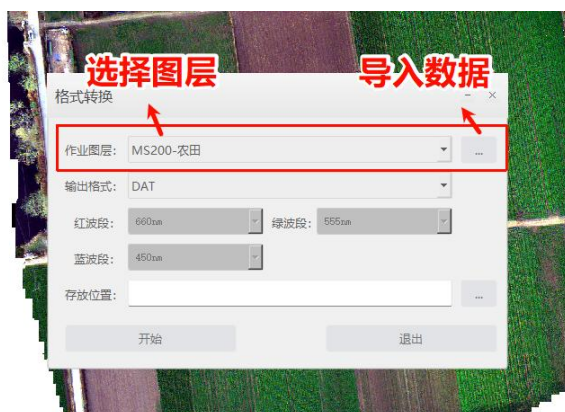 选择图层 导入数据
格式转换 - ×
作业图层: MS200-农田 ...
输出格式: DAT
红波段: 660nm 绿波段: 555nm
蓝波段: 450nm
存放位置: ...
开始 退出